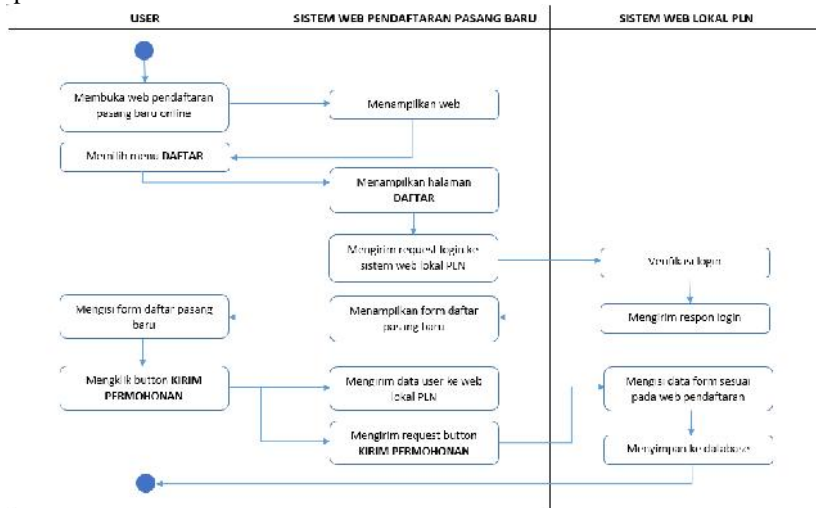 USER
SISTEM WEB PENDAFTARAN PASANG BARU
SISTEM WEB LOKAL PLN
Membuka web pendaftaran
pasang baru online
Menampilkan web
Memilih menu DAFTAR
Menampilkan halaman
DAFTAR
Mengirim request login ke
sistem web lokal PLN
Verifikasi login
Mengisi form daftar pasang
baru
Menampilkan form daftar
pasang baru
Mengirim respon login
Mengklik button KIRIM
PERMOHONAN
Mengirim data user ke web
lokal PLN
Mengisi data form sesuai
pada web pendaftaran
Mengirim request button
KIRIM PERMOHONAN
Menyimpan ke database